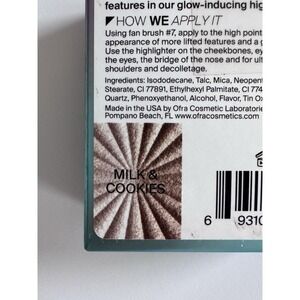 features in our glow-inducing hig
HOW WE APPLY IT
Using fan brush #7, apply to the high point
appearance of more lifted features and a g
Use the highlighter on the cheekbones, ey
the eyes, the bridge of the nose and for ult
shoulders and decolletage.
Ingredients: Isododecane, Talc, Mica, Neopent
Stearate, CI 77891, Ethylhexyl Palmitate, CI 774
Quartz, Phenoxyethanol, Alcohol, Flavor, Tin Ox
Made in the USA by Ofra Cosmetic Laboratorie
Pompano Beach, FL www.ofracosmetics.com
MILK &
COOKIES
6 9310